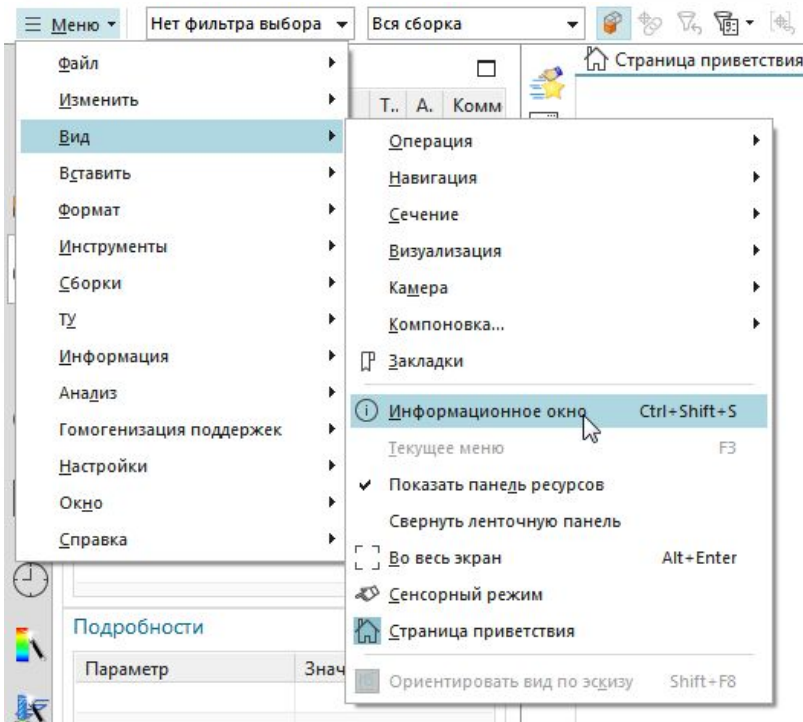 Меню
Нет фильтра выбора
Вся сборка
Страница приветствия
Файл
Изменить
Т.. А. Комм
Вид
Вставить
Формат
Инструменты
Сборки
ТУ
Информация
Анализ
Гомогенизация поддержек
Настройки
Окно
Справка
Операция
Навигация
Сечение
Визуализация
Камера
Компоновка...
Закладки
Информационное окно Ctrl+Shift+S
Текущее меню F3
Показать панель ресурсов
Свернуть ленточную панель
Во весь экран Alt+Enter
Сенсорный режим
Страница приветствия
Ориентировать вид по эскизу Shift+F8
Подробности
Параметр Знач